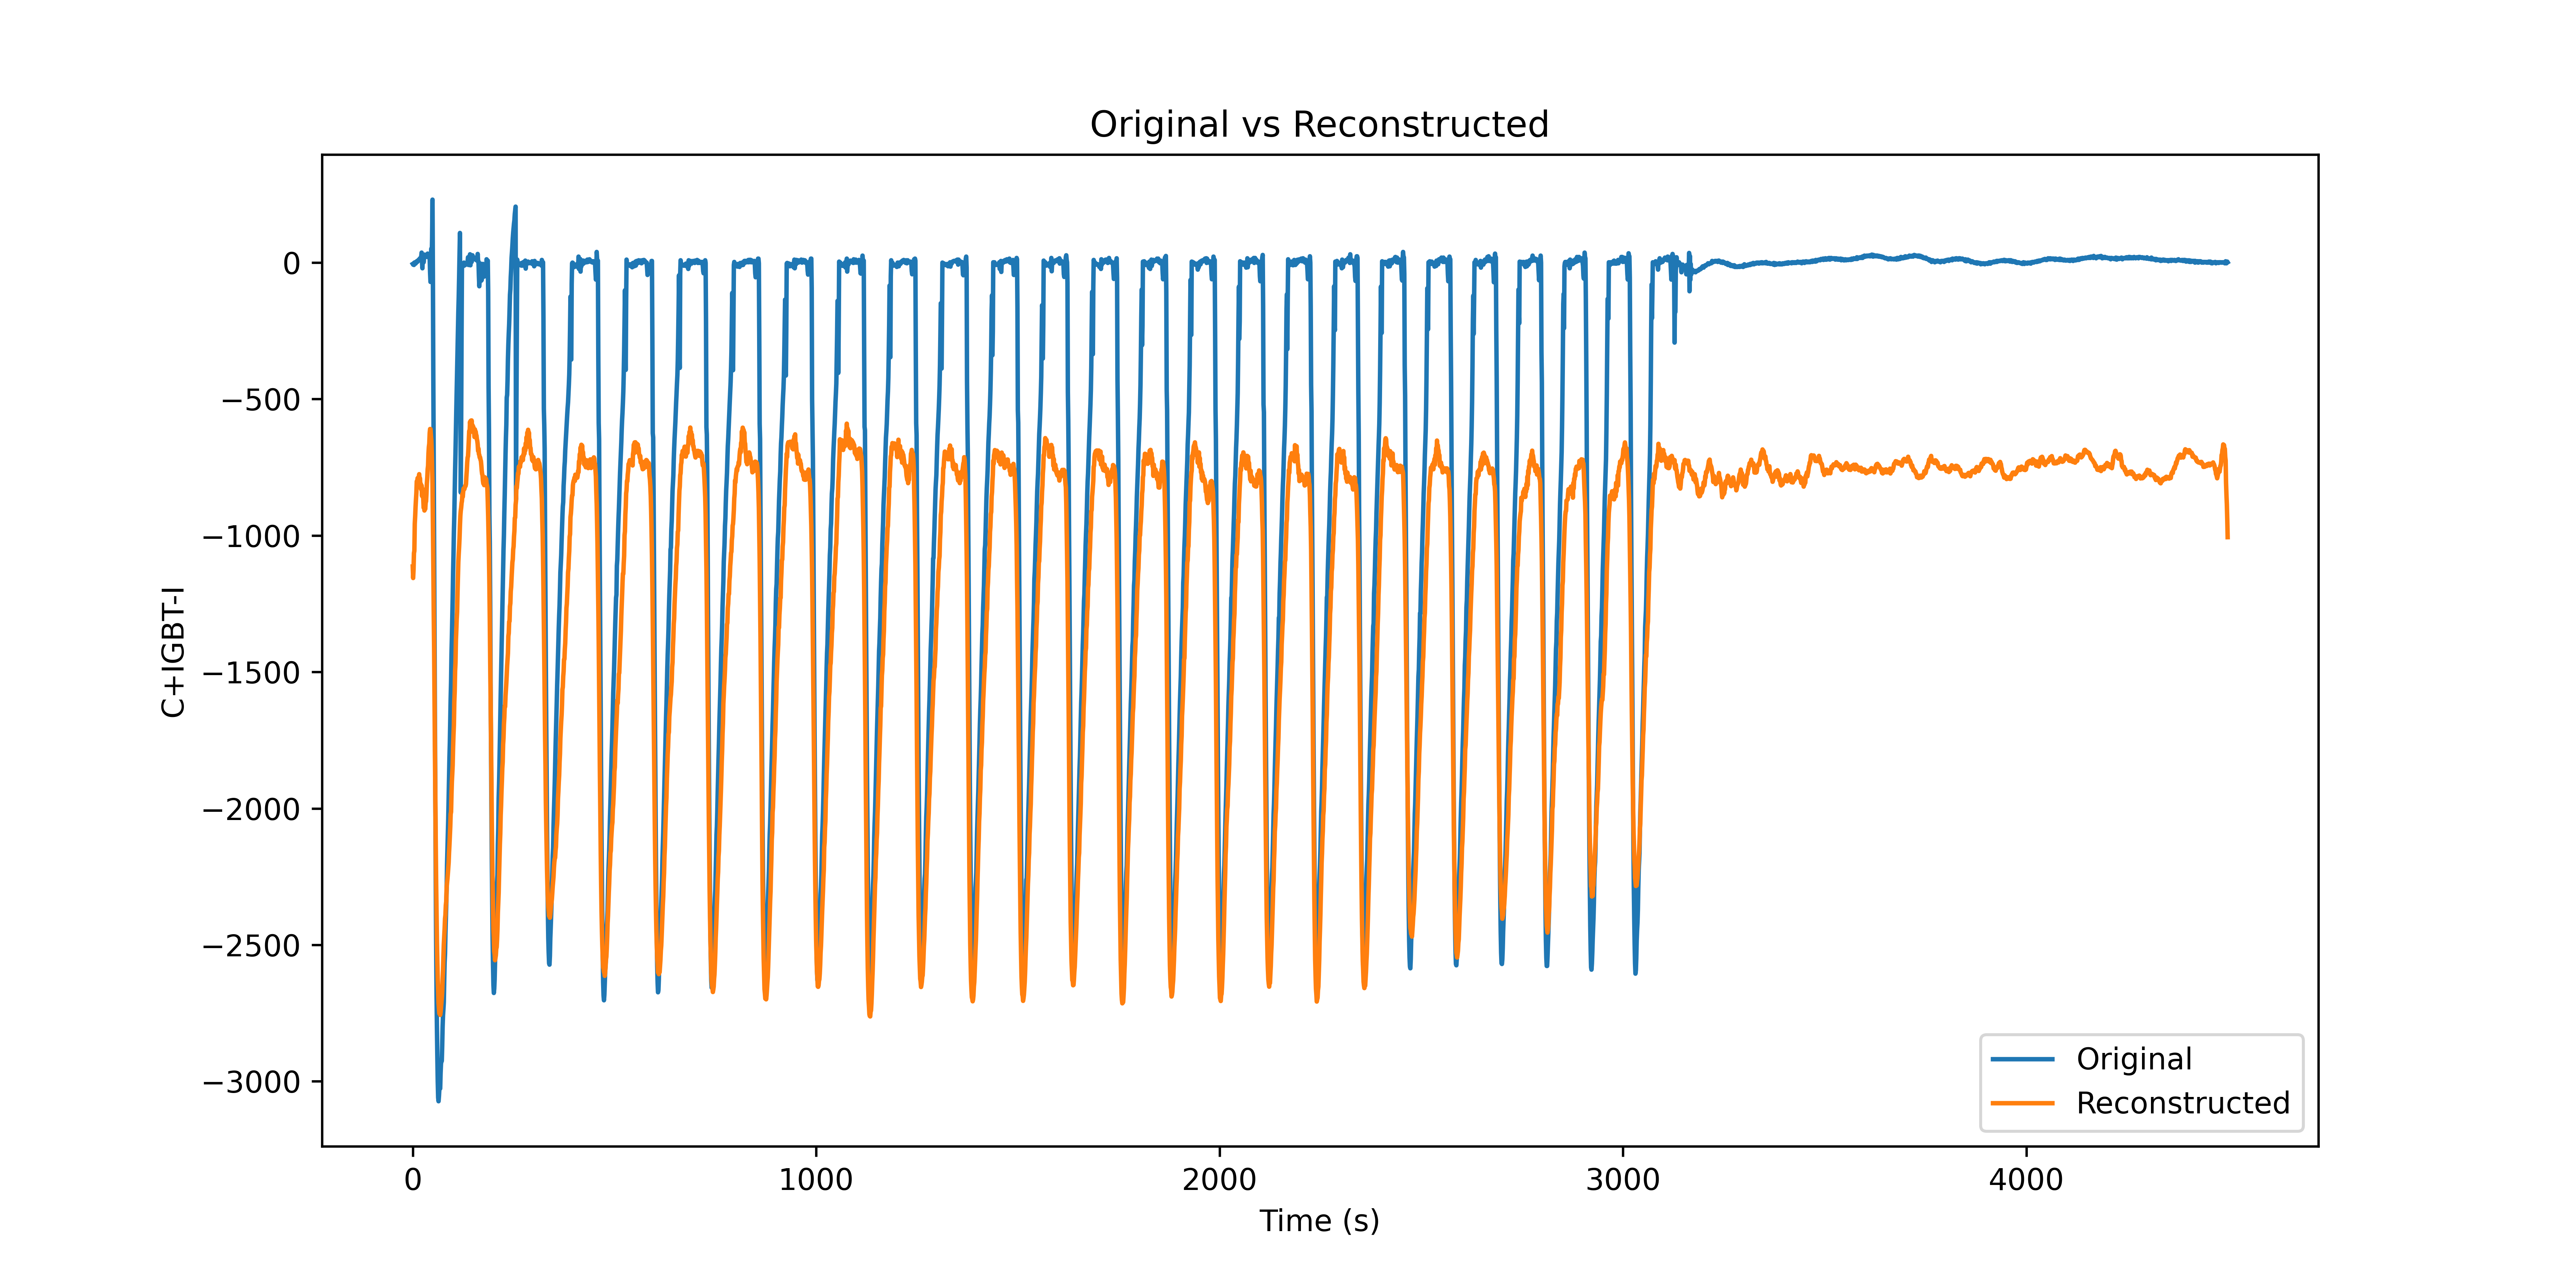 Original vs Reconstructed
0
−500
−1000
−1500
−2000
−2500
−3000
C+IGBT-I
0
1000
2000
3000
4000
Time (s)
Original
Reconstructed